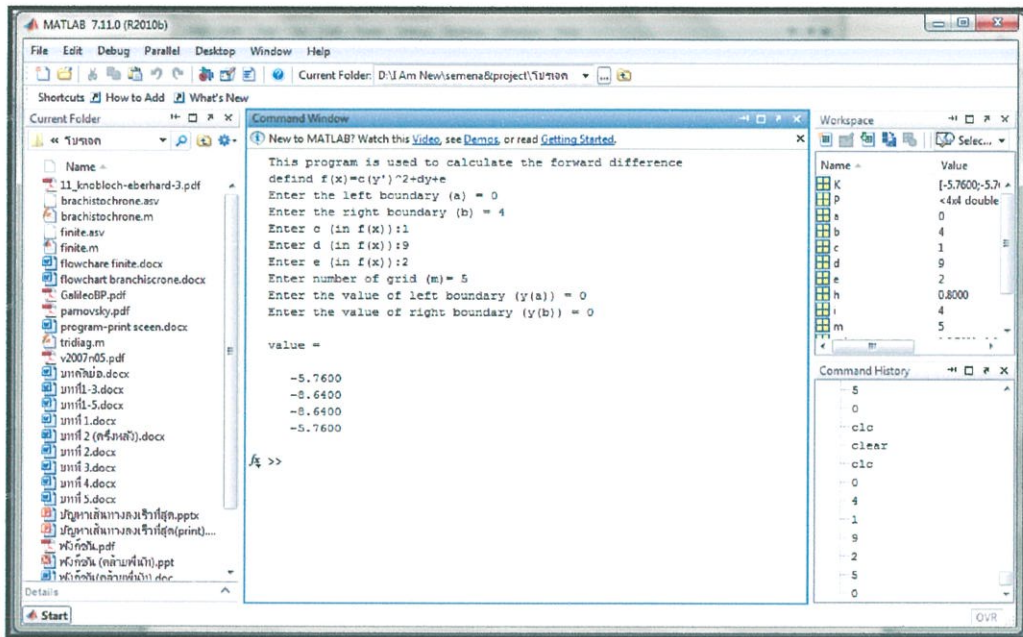 MATLAB 7.11.0 (R2010b)
File Edit Debug Parallel Desktop Window Help
Current Folder: D:\I Am New\semena&project\โปรเจค
Shortcuts How to Add What's New
Current Folder
« โปรเจค
Name
11_knobloch-eberhard-3.pdf
brachistochrone.asv
brachistochrone.m
finite.asv
finite.m
flowchare finite.docx
flowchart branchiscrone.docx
GalileoBP.pdf
parnovsky.pdf
program-print sceen.docx
tridiag.m
v2007n05.pdf
บทคัดย่อ.docx
บทที่1-3.docx
บทที่1-5.docx
บทที่ 1.docx
บทที่ 2 (ครึ่งหลัง).docx
บทที่ 2.docx
บทที่ 3.docx
บทที่ 4.docx
บทที่ 5.docx
ปัญหาเส้นทางลงเร็วที่สุด.pptx
ปัญหาเส้นทางลงเร็วที่สุด(print)....
ฟังก์ชัน.pdf
Details
Command Window
New to MATLAB? Watch this Video, see Demos, or read Getting Started.
This program is used to calculate the forward difference
defind f(x)=c(y')^2+dy+e
Enter the left boundary (a) = 0
Enter the right boundary (b) = 4
Enter c (in f(x)):1
Enter d (in f(x)):9
Enter e (in f(x)):2
Enter number of grid (m)= 5
Enter the value of left boundary (y(a)) = 0
Enter the value of right boundary (y(b)) = 0
value =
-5.7600
-8.6400
-8.6400
-5.7600
fx >>
Workspace
Selec...
Name Value
K [-5.7600;-5.7(
P <4x4 double
a 0
b 4
c 1
d 9
e 2
h 0.8000
i 4
m 5
Command History
5
0
clc
clear
clc
0
4
1
9
2
5
0
Start
OVR